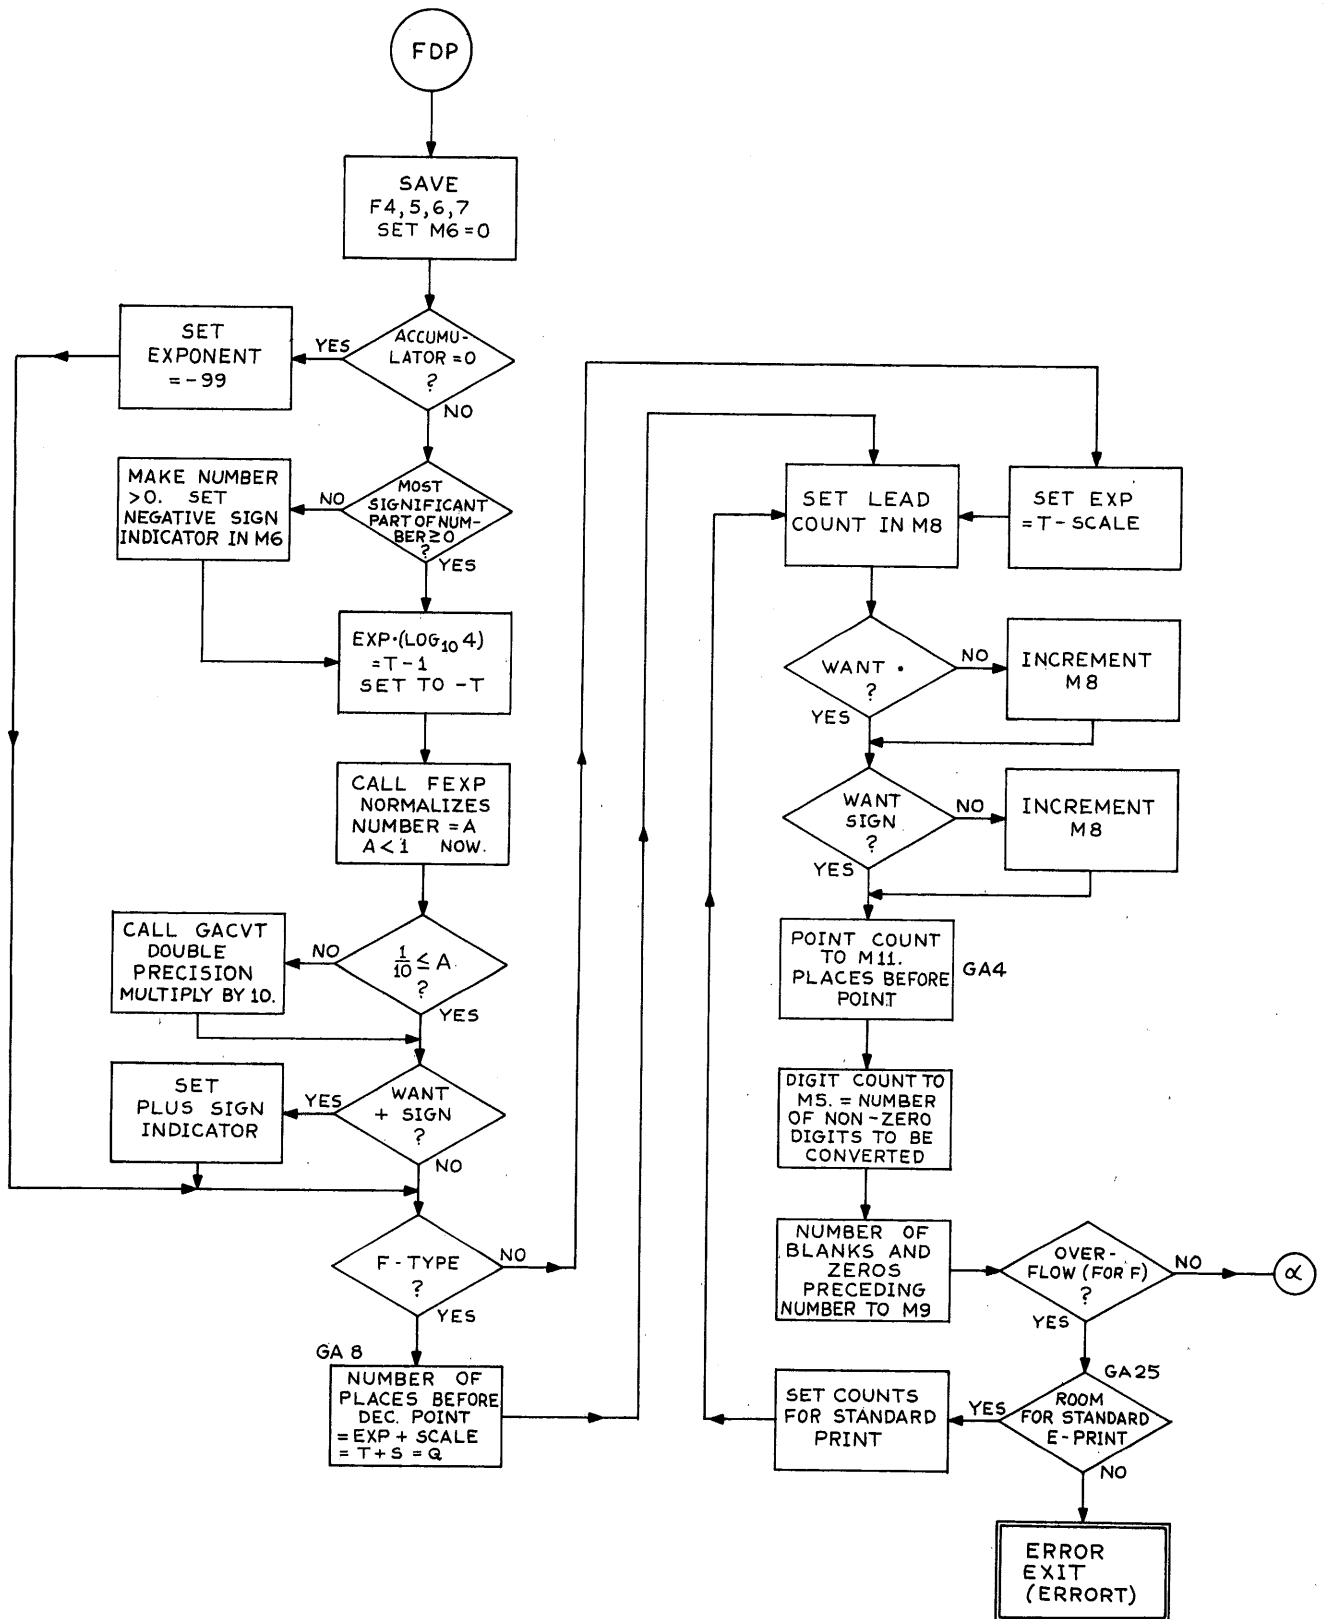 FDP
SAVE
F4,5,6,7
SET M6=0
ACCUMU-
LATOR=0
?
YES
NO
SET
EXPONENT
=-99
MOST
SIGNIFICANT
PART OF NUM-
BER≥0
?
NO
YES
MAKE NUMBER
>0. SET
NEGATIVE SIGN
INDICATOR IN M6
EXP·(LOG₁₀ 4)
=T-1
SET TO -T
CALL FEXP
NORMALIZES
NUMBER =A
A<1 NOW.
1/10 ≤ A.
?
NO
YES
CALL GACVT
DOUBLE
PRECISION
MULTIPLY BY 10.
WANT
+ SIGN
?
YES
NO
SET
PLUS SIGN
INDICATOR
F-TYPE
?
NO
YES
GA 8
NUMBER OF
PLACES BEFORE
DEC. POINT
=EXP+SCALE
=T+S=Q
SET LEAD
COUNT IN M8
SET EXP
=T-SCALE
WANT .
?
NO
YES
INCREMENT
M8
WANT
SIGN
?
NO
YES
INCREMENT
M8
POINT COUNT
TO M11.
PLACES BEFORE
POINT
GA4
DIGIT COUNT TO
M5. = NUMBER
OF NON-ZERO
DIGITS TO BE
CONVERTED
NUMBER OF
BLANKS AND
ZEROS
PRECEDING
NUMBER TO M9
OVER-
FLOW (FOR F)
?
NO
YES
α
GA25
ROOM
FOR STANDARD
E-PRINT
YES
NO
SET COUNTS
FOR STANDARD
PRINT
ERROR
EXIT
(ERRORT)